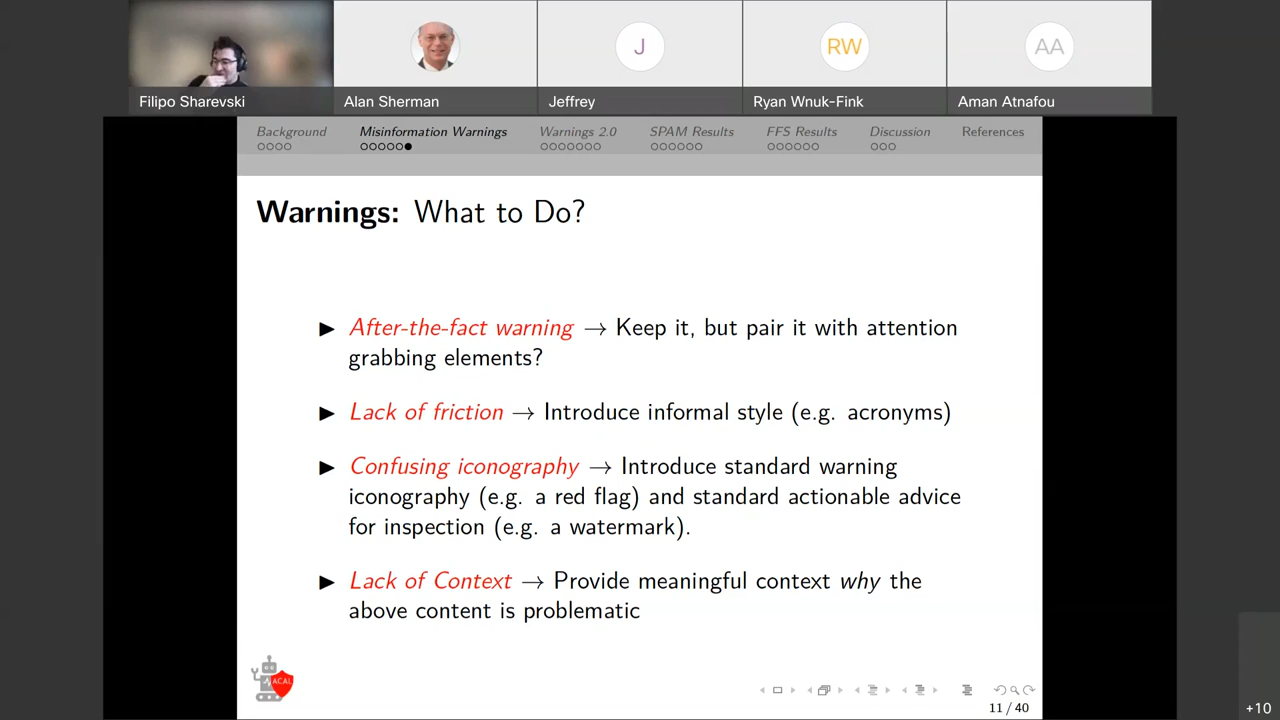 J
RW
AA
Filipo Sharevski
Alan Sherman
Jeffrey
Ryan Wnuk-Fink
Aman Atnafou
Background
Misinformation Warnings
Warnings 2.0
SPAM Results
FFS Results
Discussion
References
Warnings: What to Do?
After-the-fact warning → Keep it, but pair it with attention
grabbing elements?
Lack of friction → Introduce informal style (e.g. acronyms)
Confusing iconography → Introduce standard warning
iconography (e.g. a red flag) and standard actionable advice
for inspection (e.g. a watermark).
Lack of Context → Provide meaningful context why the
above content is problematic
ACAL
11 / 40
+10